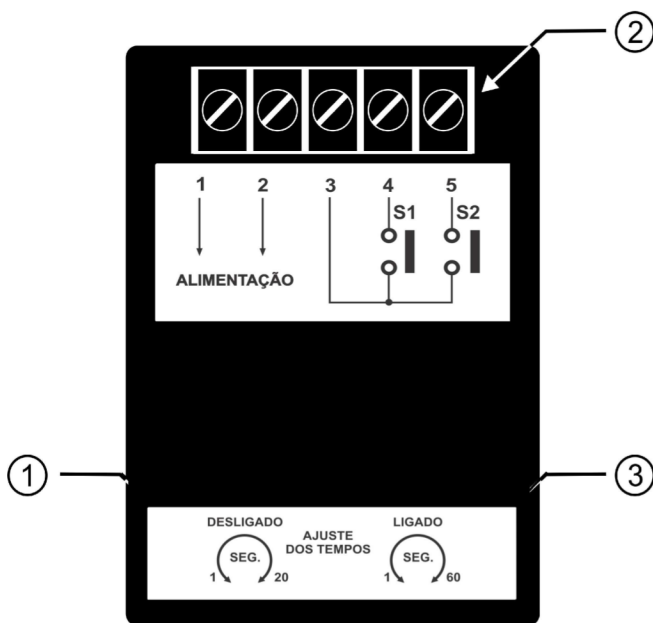 2
1 2 3 4 5
S1 S2
ALIMENTAÇÃO
1 3
DESLIGADO LIGADO
AJUSTE
DOS TEMPOS
SEG. SEG.
1 20 1 60